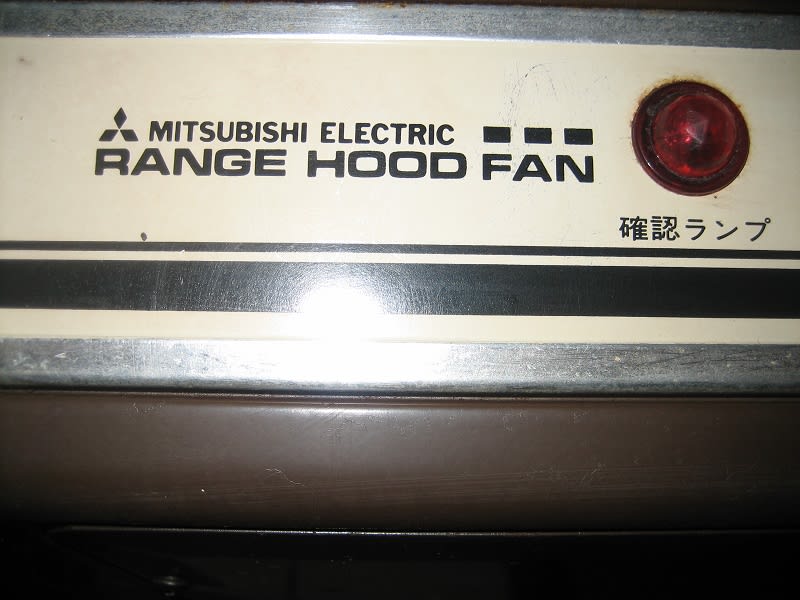 MITSUBISHI ELECTRIC
RANGE HOOD FAN
確認ランプ